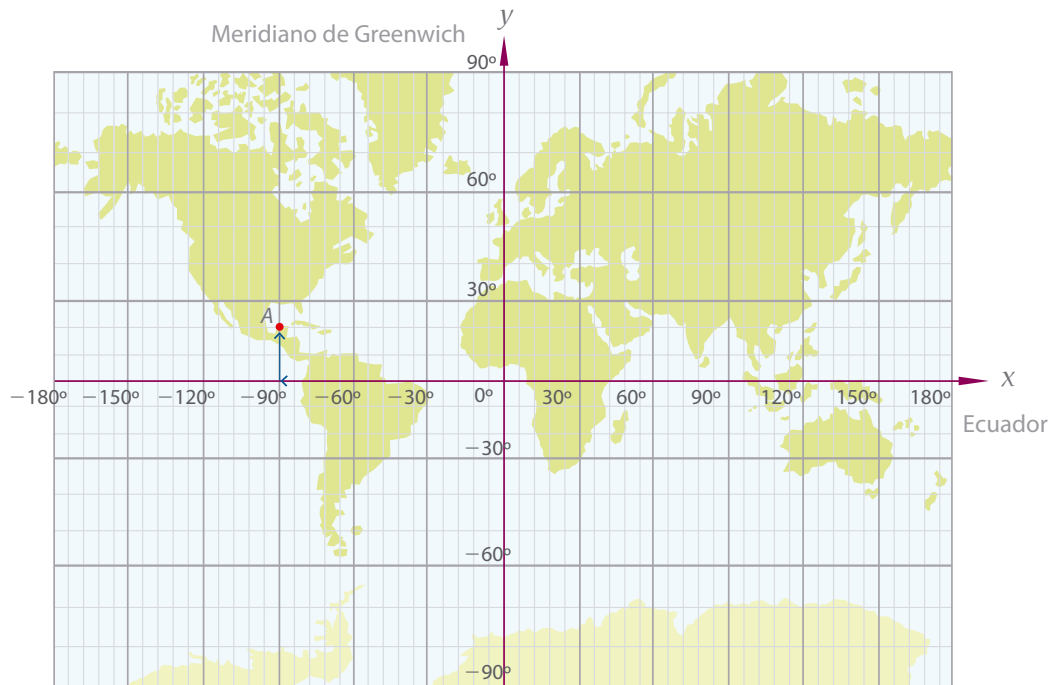 y
Meridiano de Greenwich
90º
60º
30º
A
x
−180º −150º −120º −90º −60º −30º 0º 30º 60º 90º 120º 150º 180º
Ecuador
−30º
−60º
−90º